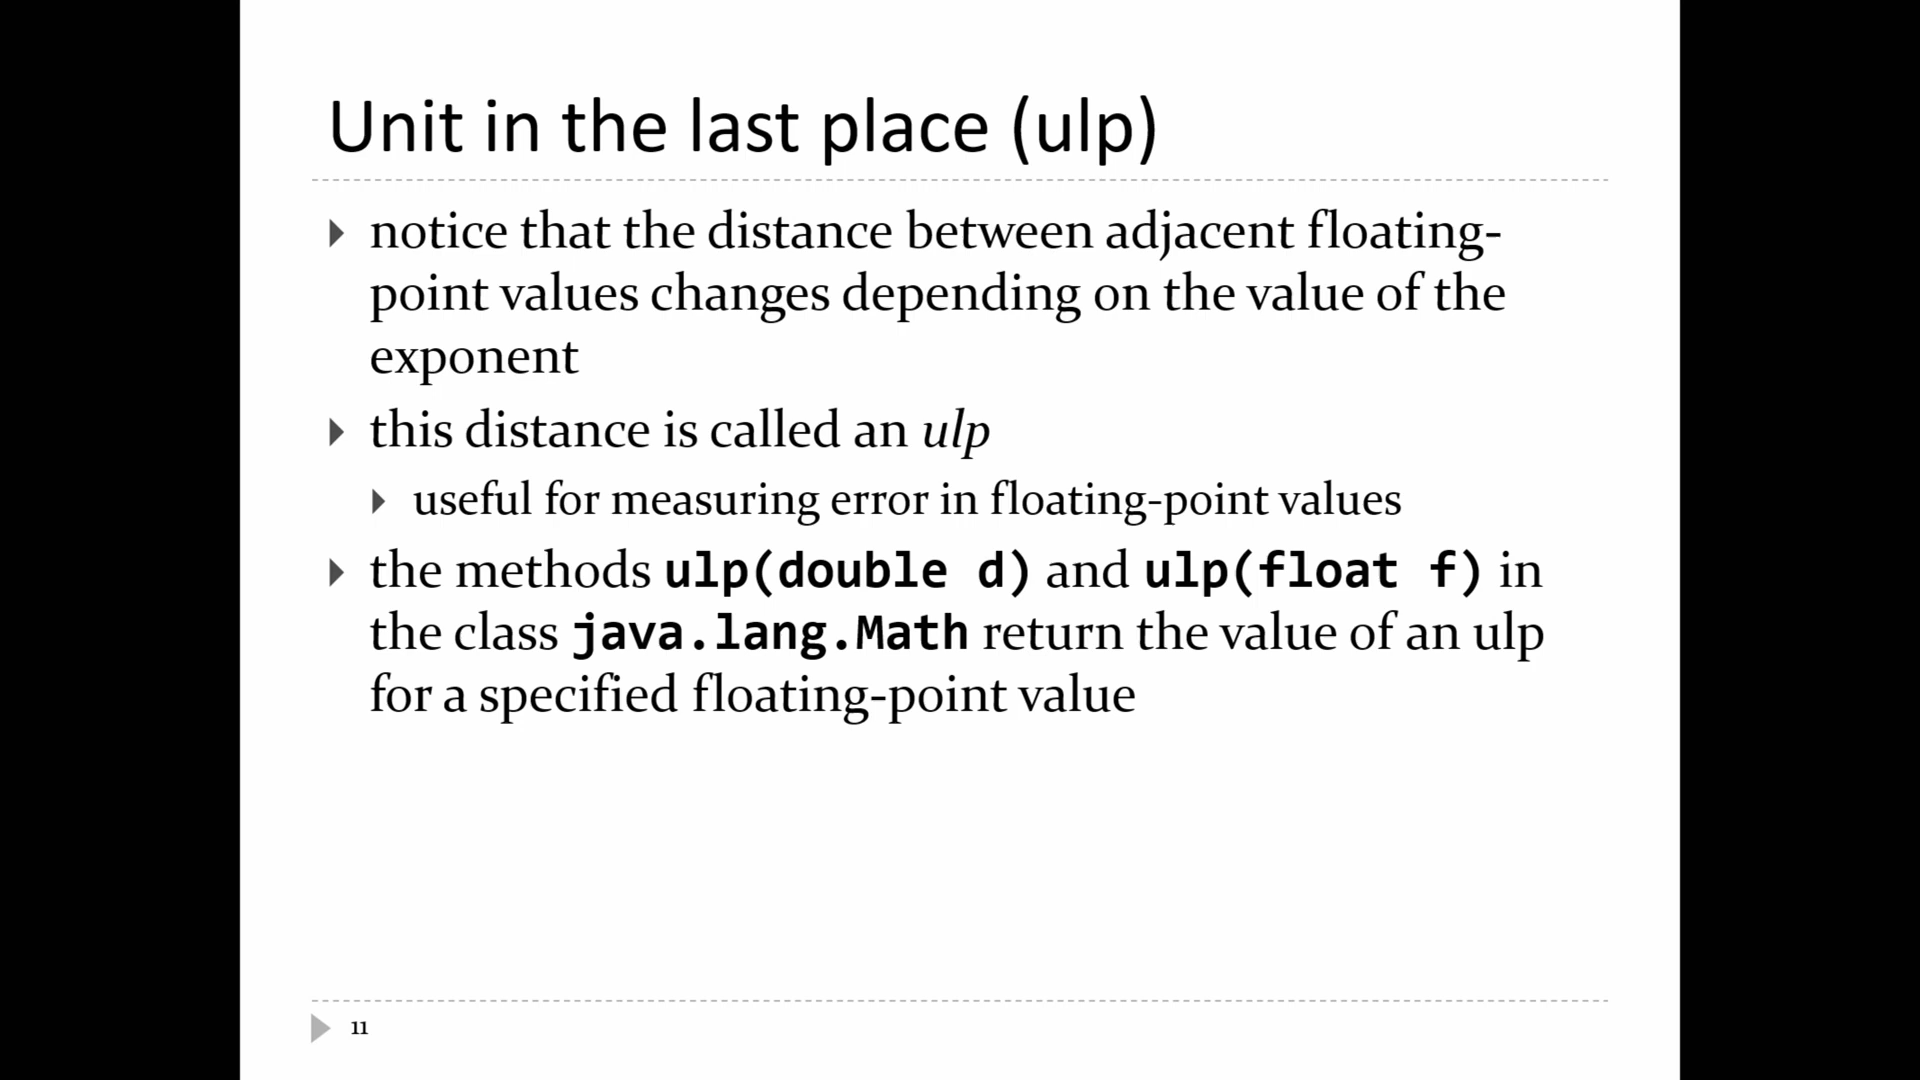 Unit in the last place (ulp)
notice that the distance between adjacent floating-
point values changes depending on the value of the
exponent
this distance is called an ulp
useful for measuring error in floating-point values
the methods ulp(double d) and ulp(float f) in
the class java.lang.Math return the value of an ulp
for a specified floating-point value
11